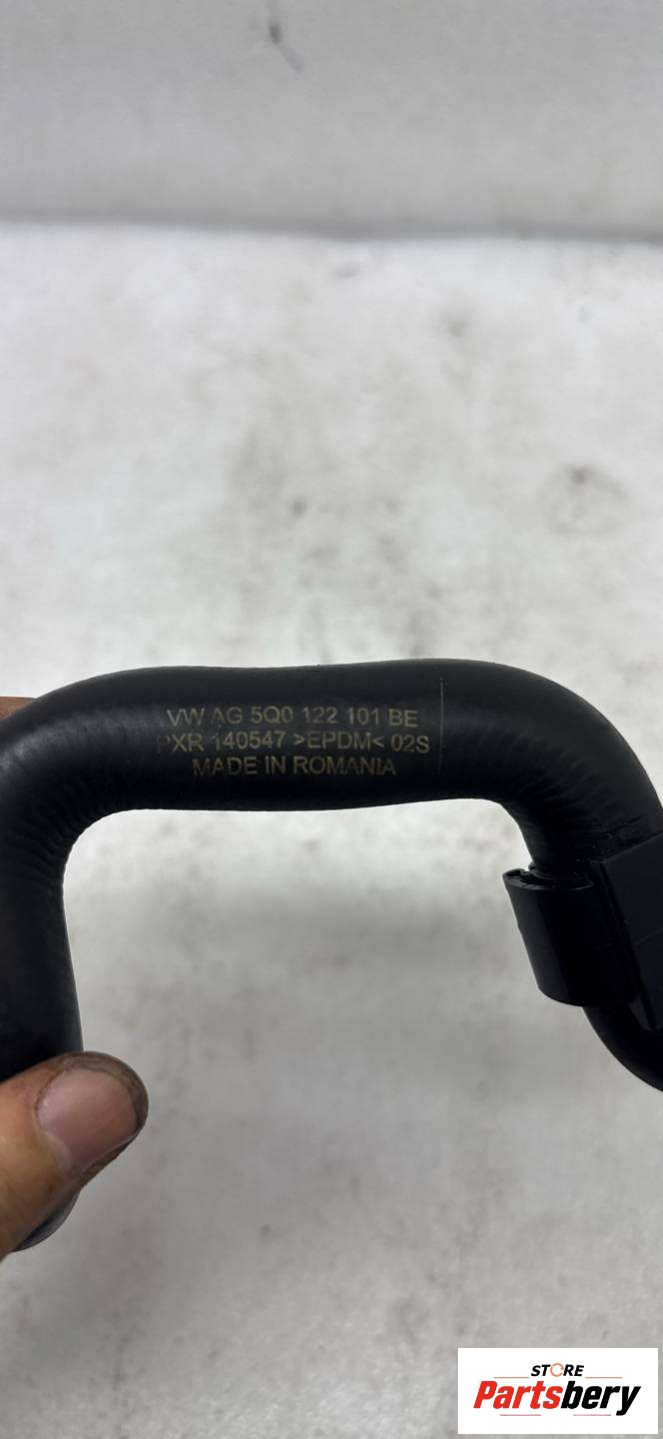 VW AG 5Q0 122 101 BE
PXR 140547 >EPDM< 02S
MADE IN ROMANIA
STORE
Partsbery